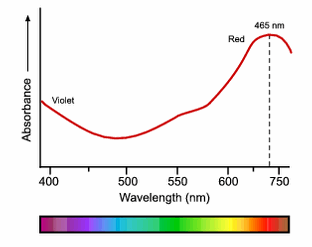 465 nm
Red
Violet
Absorbance
400 500 550 600 750
Wavelength (nm)